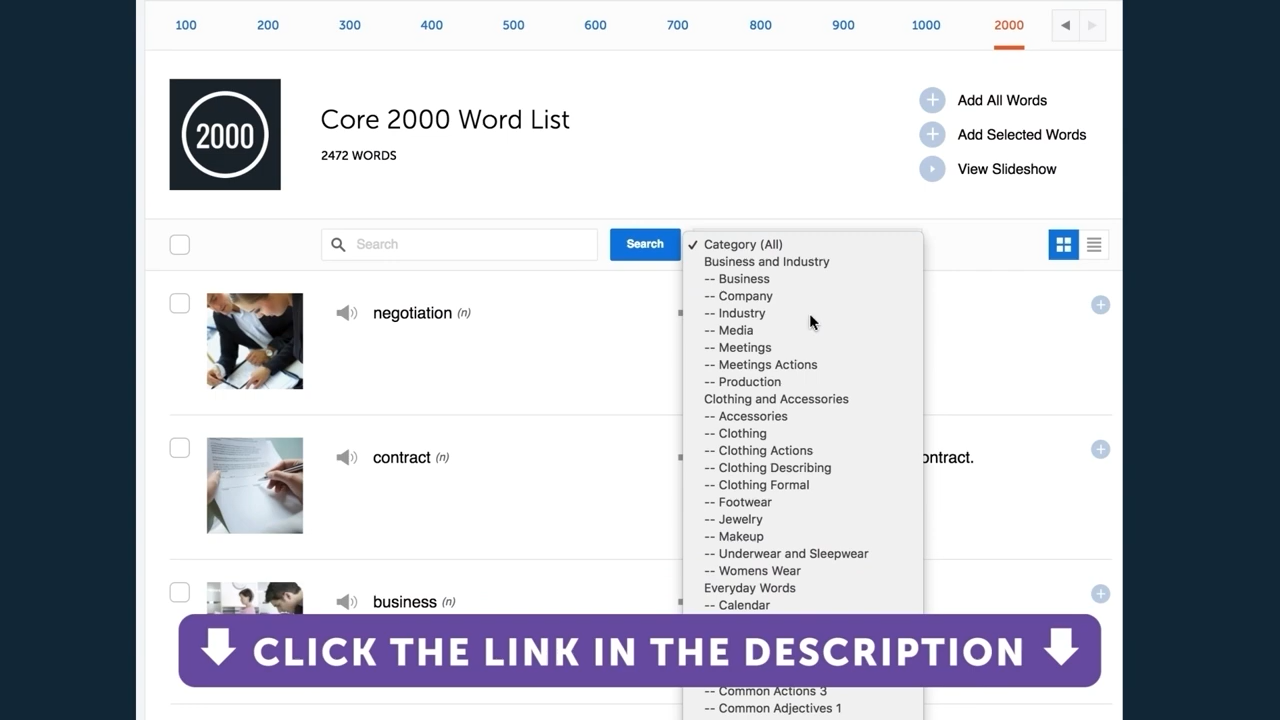 100 200 300 400 500 600 700 800 900 1000 2000
2000
Core 2000 Word List
2472 WORDS
Add All Words
Add Selected Words
View Slideshow
Search
Search
Category (All)
Business and Industry
-- Business
-- Company
-- Industry
-- Media
-- Meetings
-- Meetings Actions
-- Production
Clothing and Accessories
-- Accessories
-- Clothing
-- Clothing Actions
-- Clothing Describing
-- Clothing Formal
-- Footwear
-- Jewelry
-- Makeup
-- Underwear and Sleepwear
-- Womens Wear
Everyday Words
-- Calendar
-- Common Actions 3
-- Common Adjectives 1
negotiation (n)
contract (n)
ontract.
business (n)
CLICK THE LINK IN THE DESCRIPTION